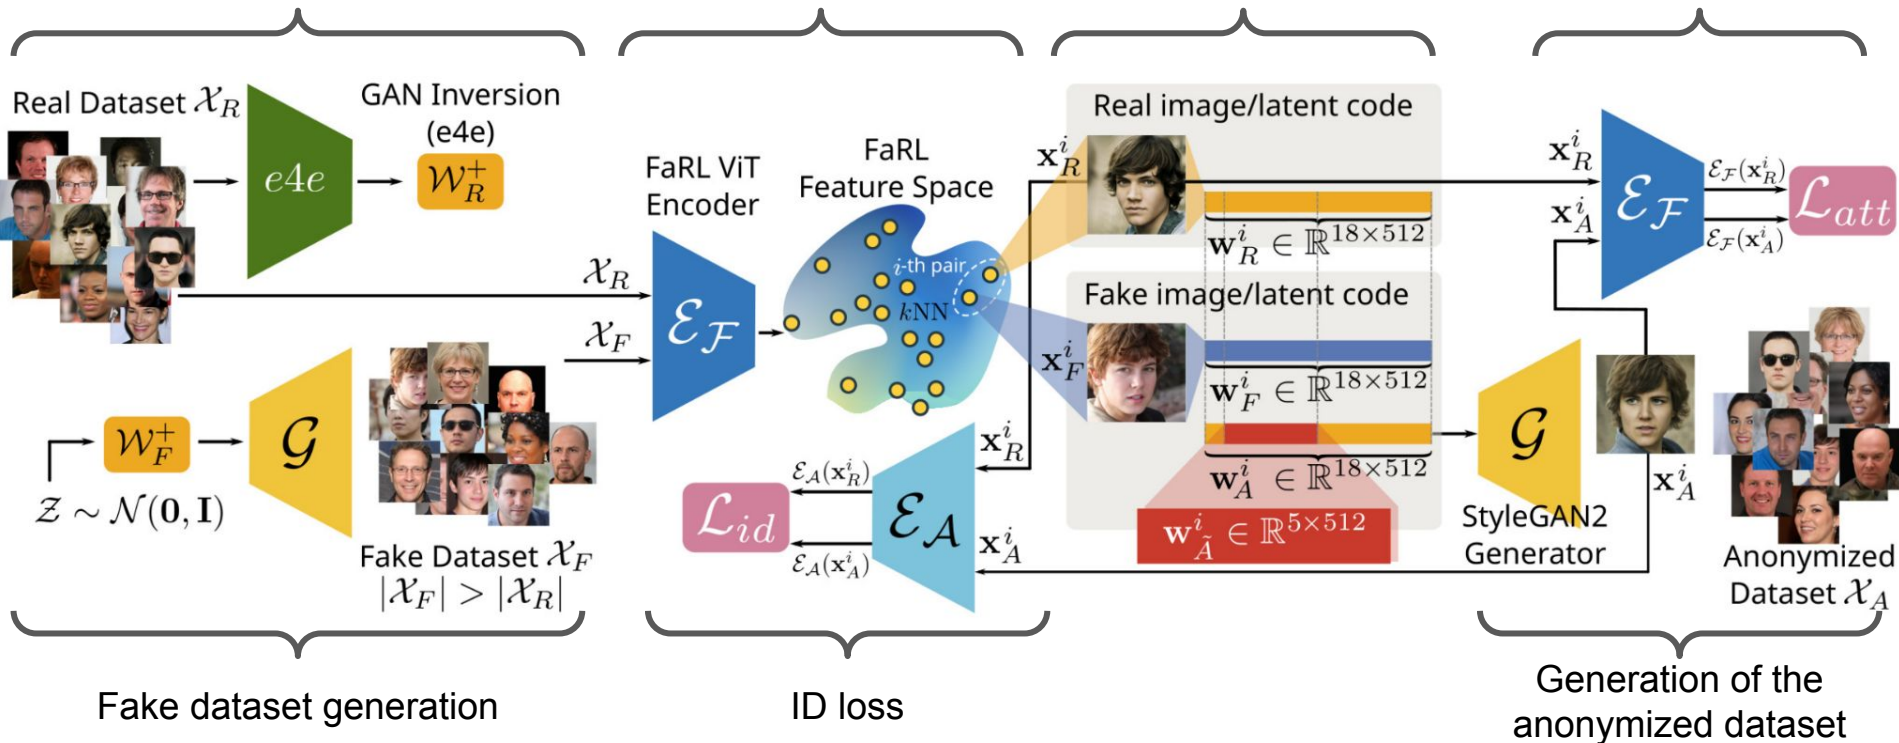 Real Dataset 𝒳_R
e4e
GAN Inversion
(e4e)
𝒲_R^+
𝒵 ∼ 𝒩(𝟎, 𝐈)
𝒲_F^+
𝒢
Fake Dataset 𝒳_F
|𝒳_F| > |𝒳_R|
Fake dataset generation
𝒳_R
𝒳_F
FaRL ViT
Encoder
ℰ_ℱ
FaRL
Feature Space
i-th pair
kNN
ℒ_id
ℰ_𝒜(𝐱_R^i)
ℰ_𝒜(𝐱_A^i)
ℰ_𝒜
𝐱_R^i
𝐱_A^i
ID loss
Real image/latent code
𝐱_R^i
𝐰_R^i ∈ ℝ^{18×512}
Fake image/latent code
𝐱_F^i
𝐰_F^i ∈ ℝ^{18×512}
𝐰_A^i ∈ ℝ^{18×512}
𝐰_Ã^i ∈ ℝ^{5×512}
𝐱_R^i
𝐱_A^i
ℰ_ℱ
ℰ_ℱ(𝐱_R^i)
ℰ_ℱ(𝐱_A^i)
ℒ_att
𝒢
StyleGAN2
Generator
𝐱_A^i
Anonymized
Dataset 𝒳_A
Generation of the
anonymized dataset